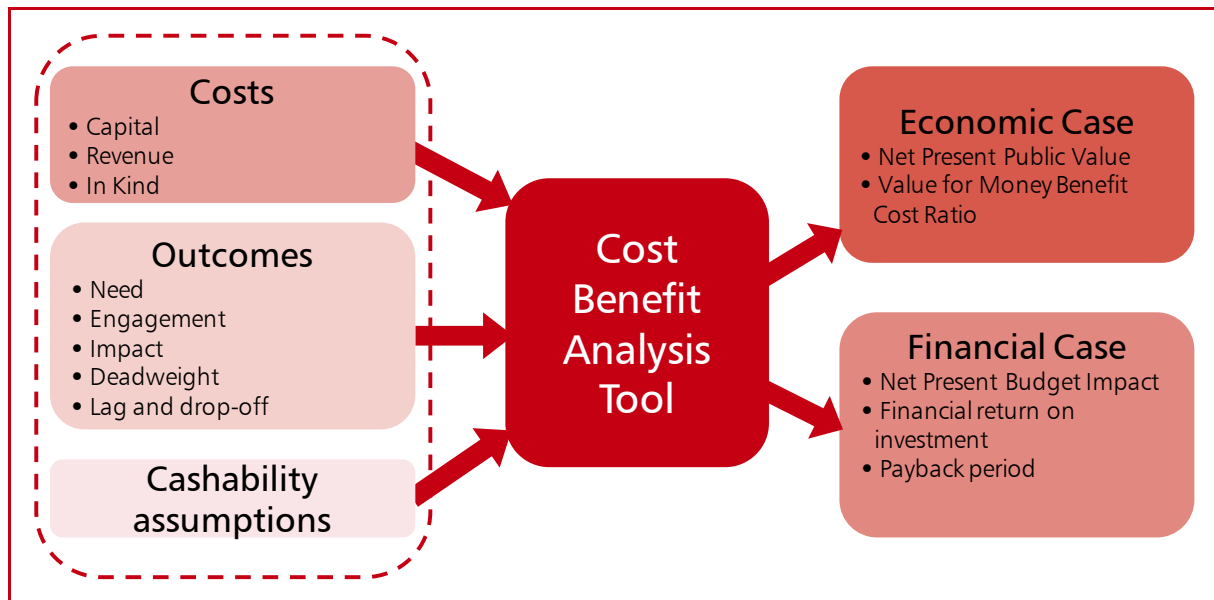 Costs
• Capital
• Revenue
• In Kind
Outcomes
• Need
• Engagement
• Impact
• Deadweight
• Lag and drop-off
Cashability
assumptions
Cost
Benefit
Analysis
Tool
Economic Case
• Net Present Public Value
• Value for Money Benefit
Cost Ratio
Financial Case
• Net Present Budget Impact
• Financial return on
investment
• Payback period